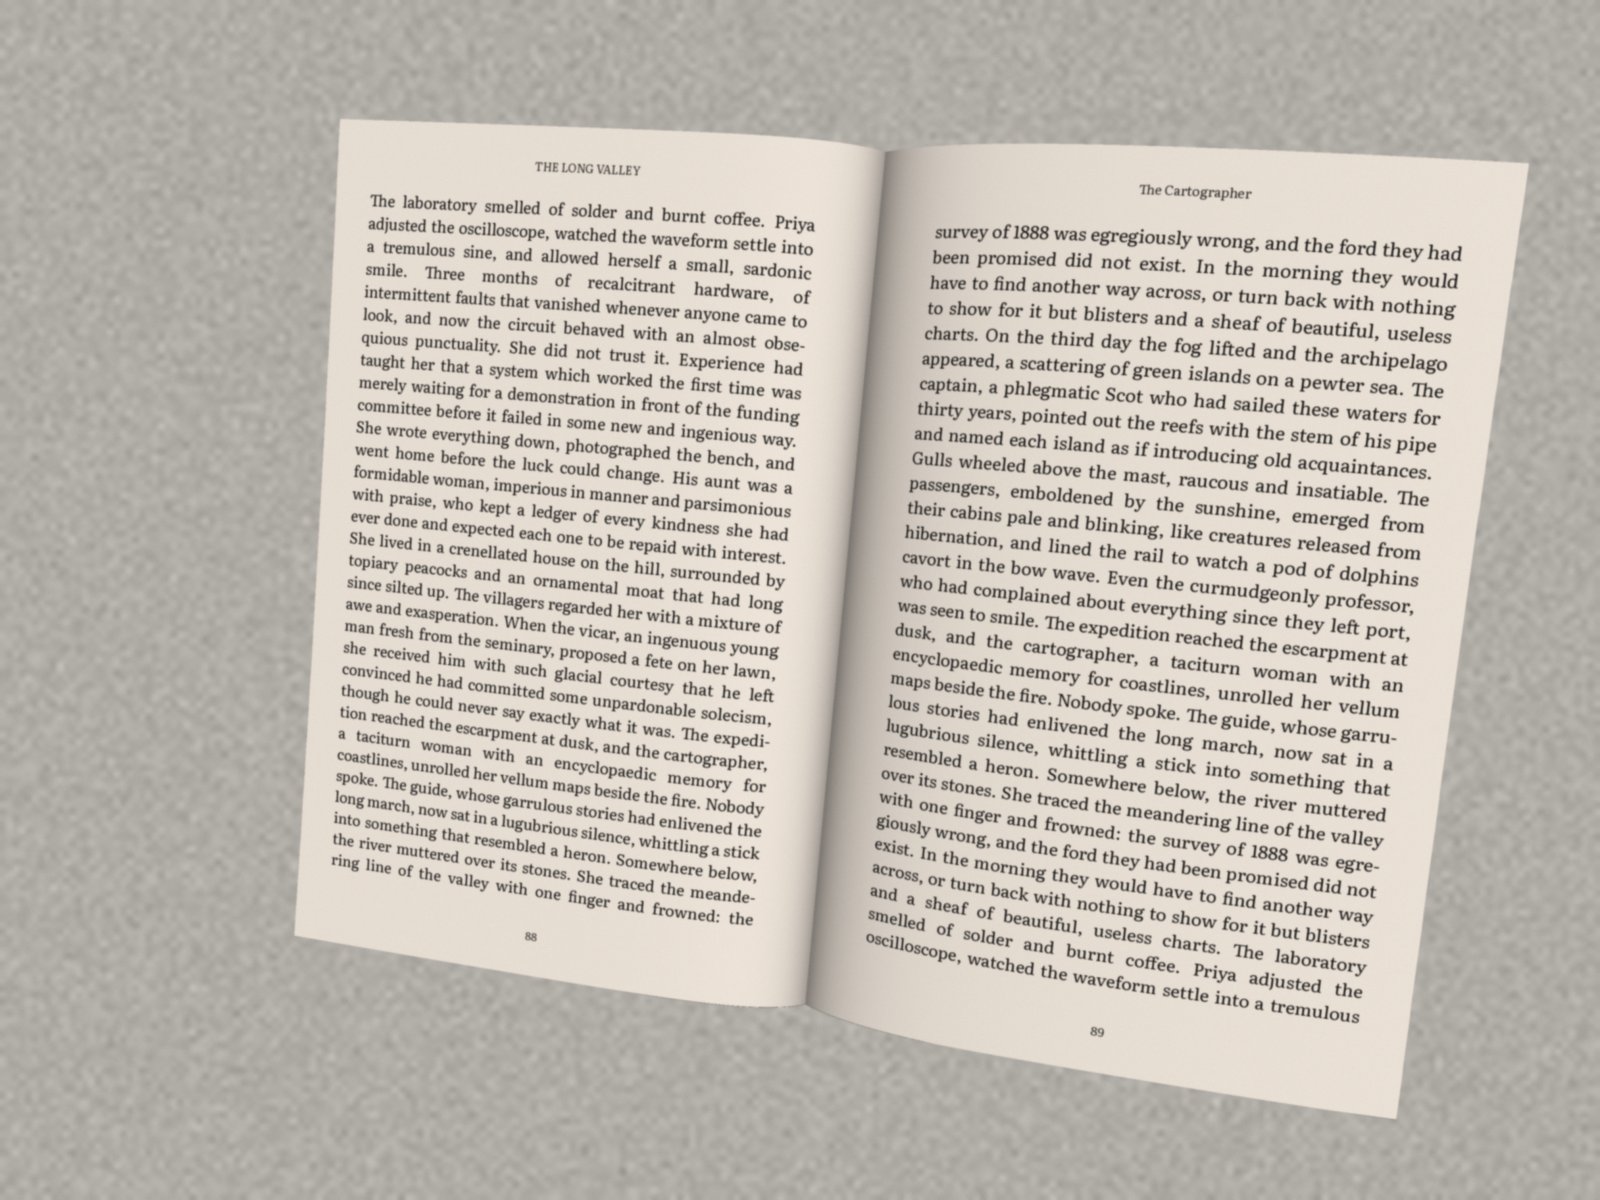 THE LONG VALLEY
The laboratory smelled of solder and burnt coffee. Priya
adjusted the oscilloscope, watched the waveform settle into
a tremulous sine, and allowed herself a small, sardonic
smile. Three months of recalcitrant hardware, of
intermittent faults that vanished whenever anyone came to
look, and now the circuit behaved with an almost obse-
quious punctuality. She did not trust it. Experience had
taught her that a system which worked the first time was
merely waiting for a demonstration in front of the funding
committee before it failed in some new and ingenious way.
She wrote everything down, photographed the bench, and
went home before the luck could change. His aunt was a
formidable woman, imperious in manner and parsimonious
with praise, who kept a ledger of every kindness she had
ever done and expected each one to be repaid with interest.
She lived in a crenellated house on the hill, surrounded by
topiary peacocks and an ornamental moat that had long
since silted up. The villagers regarded her with a mixture of
awe and exasperation. When the vicar, an ingenuous young
man fresh from the seminary, proposed a fete on her lawn,
she received him with such glacial courtesy that he left
convinced he had committed some unpardonable solecism,
though he could never say exactly what it was. The expedi-
tion reached the escarpment at dusk, and the cartographer,
a taciturn woman with an encyclopaedic memory for
coastlines, unrolled her vellum maps beside the fire. Nobody
spoke. The guide, whose garrulous stories had enlivened the
long march, now sat in a lugubrious silence, whittling a stick
into something that resembled a heron. Somewhere below,
the river muttered over its stones. She traced the meande-
ring line of the valley with one finger and frowned: the
88
The Cartographer
survey of 1888 was egregiously wrong, and the ford they had
been promised did not exist. In the morning they would
have to find another way across, or turn back with nothing
to show for it but blisters and a sheaf of beautiful, useless
charts. On the third day the fog lifted and the archipelago
appeared, a scattering of green islands on a pewter sea. The
captain, a phlegmatic Scot who had sailed these waters for
thirty years, pointed out the reefs with the stem of his pipe
and named each island as if introducing old acquaintances.
Gulls wheeled above the mast, raucous and insatiable. The
passengers, emboldened by the sunshine, emerged from
their cabins pale and blinking, like creatures released from
hibernation, and lined the rail to watch a pod of dolphins
cavort in the bow wave. Even the curmudgeonly professor,
who had complained about everything since they left port,
was seen to smile. The expedition reached the escarpment at
dusk, and the cartographer, a taciturn woman with an
encyclopaedic memory for coastlines, unrolled her vellum
maps beside the fire. Nobody spoke. The guide, whose garru-
lous stories had enlivened the long march, now sat in a
lugubrious silence, whittling a stick into something that
resembled a heron. Somewhere below, the river muttered
over its stones. She traced the meandering line of the valley
with one finger and frowned: the survey of 1888 was egre-
giously wrong, and the ford they had been promised did not
exist. In the morning they would have to find another way
across, or turn back with nothing to show for it but blisters
and a sheaf of beautiful, useless charts. The laboratory
smelled of solder and burnt coffee. Priya adjusted the
oscilloscope, watched the waveform settle into a tremulous
89